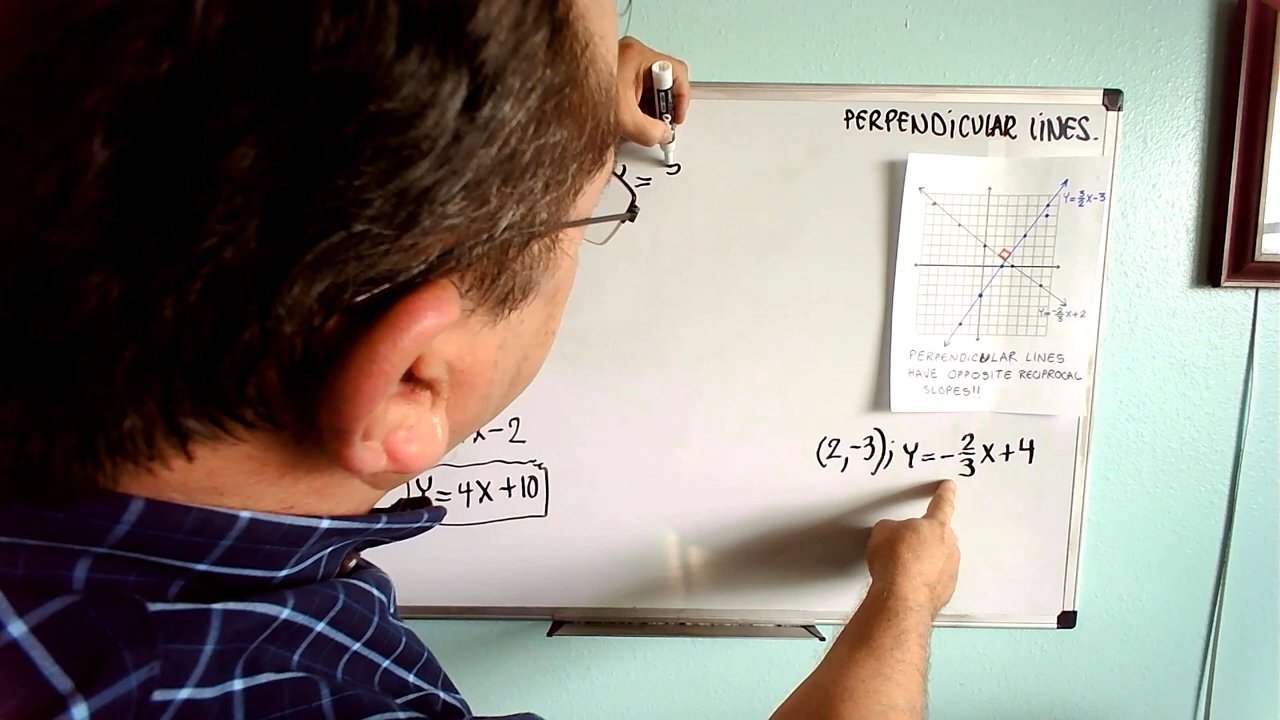 PERPENDICULAR LINES.
Y=3/2X-3
Y=-2/3X+2
PERPENDICULAR LINES
HAVE OPPOSITE RECIPROCAL
SLOPES!!
=
X-2
Y=4X+10
(2,-3); Y=-2/3X+4